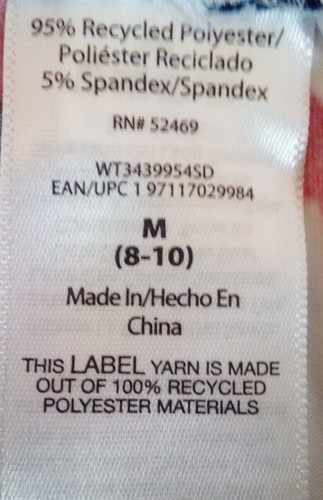 95% Recycled Polyester/
Poliéster Reciclado
5% Spandex/Spandex
RN# 52469
WT3439954SD
EAN/UPC 1 97117029984
M
(8-10)
Made In/Hecho En
China
THIS LABEL YARN IS MADE
OUT OF 100% RECYCLED
POLYESTER MATERIALS